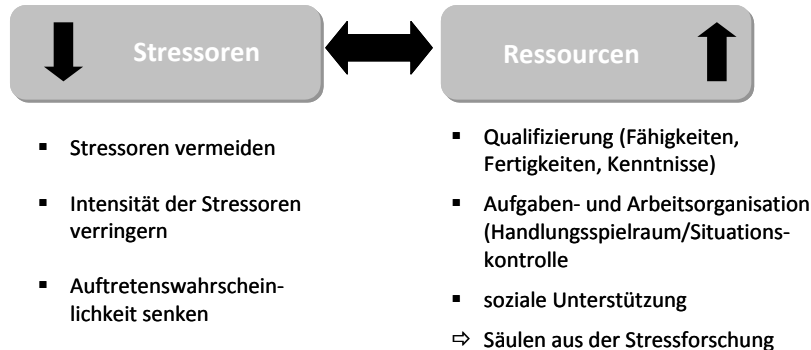 Stressoren
Ressourcen
▪ Stressoren vermeiden
▪ Intensität der Stressoren
verringern
▪ Auftretenswahrschein-
lichkeit senken
▪ Qualifizierung (Fähigkeiten,
Fertigkeiten, Kenntnisse)
▪ Aufgaben- und Arbeitsorganisation
(Handlungsspielraum/Situations-
kontrolle
▪ soziale Unterstützung
⇨ Säulen aus der Stressforschung